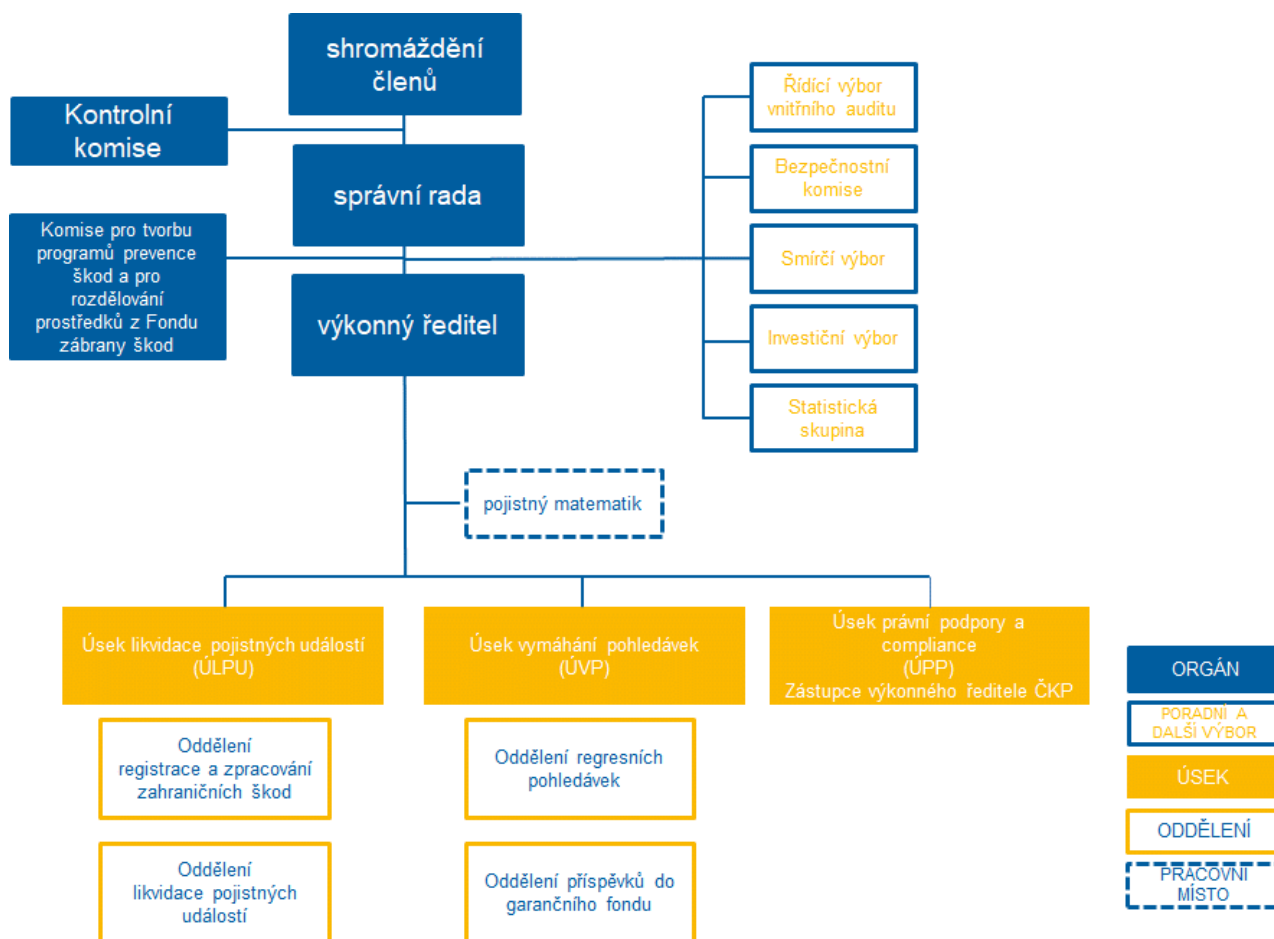 shromáždění
členů
Kontrolní
komise
správní rada
Komise pro tvorbu
programů prevence
škod a pro
rozdělování
prostředků z Fondu
zábrany škod
výkonný ředitel
Řídící výbor
vnitřního auditu
Bezpečnostní
komise
Smírčí výbor
Investiční výbor
Statistická
skupina
pojistný matematik
Úsek likvidace pojistných událostí
(ÚLPU)
Oddělení
registrace a zpracování
zahraničních škod
Oddělení
likvidace pojistných
událostí
Úsek vymáhání pohledávek
(ÚVP)
Oddělení regresních
pohledávek
Oddělení příspěvků do
garančního fondu
Úsek právní podpory a
compliance
(ÚPP)
Zástupce výkonného ředitele ČKP
ORGÁN
PORADNÍ A
DALŠÍ VÝBOR
ÚSEK
ODDĚLENÍ
PRACOVNÍ
MÍSTO